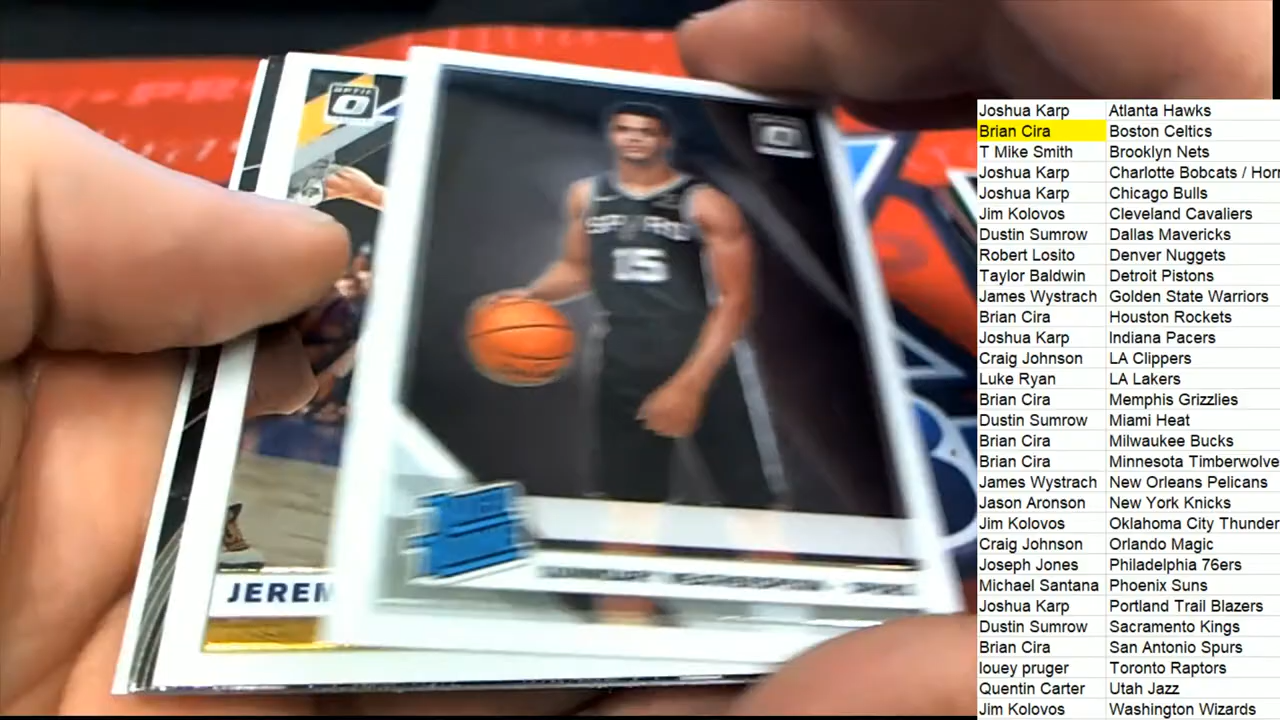 OPTIC
SPURS
15
JEREM
Joshua Karp Atlanta Hawks
Brian Cira Boston Celtics
T Mike Smith Brooklyn Nets
Joshua Karp Charlotte Bobcats / Horn
Joshua Karp Chicago Bulls
Jim Kolovos Cleveland Cavaliers
Dustin Sumrow Dallas Mavericks
Robert Losito Denver Nuggets
Taylor Baldwin Detroit Pistons
James Wystrach Golden State Warriors
Brian Cira Houston Rockets
Joshua Karp Indiana Pacers
Craig Johnson LA Clippers
Luke Ryan LA Lakers
Brian Cira Memphis Grizzlies
Dustin Sumrow Miami Heat
Brian Cira Milwaukee Bucks
Brian Cira Minnesota Timberwolve
James Wystrach New Orleans Pelicans
Jason Aronson New York Knicks
Jim Kolovos Oklahoma City Thunder
Craig Johnson Orlando Magic
Joseph Jones Philadelphia 76ers
Michael Santana Phoenix Suns
Joshua Karp Portland Trail Blazers
Dustin Sumrow Sacramento Kings
Brian Cira San Antonio Spurs
louey pruger Toronto Raptors
Quentin Carter Utah Jazz
Jim Kolovos Washington Wizards